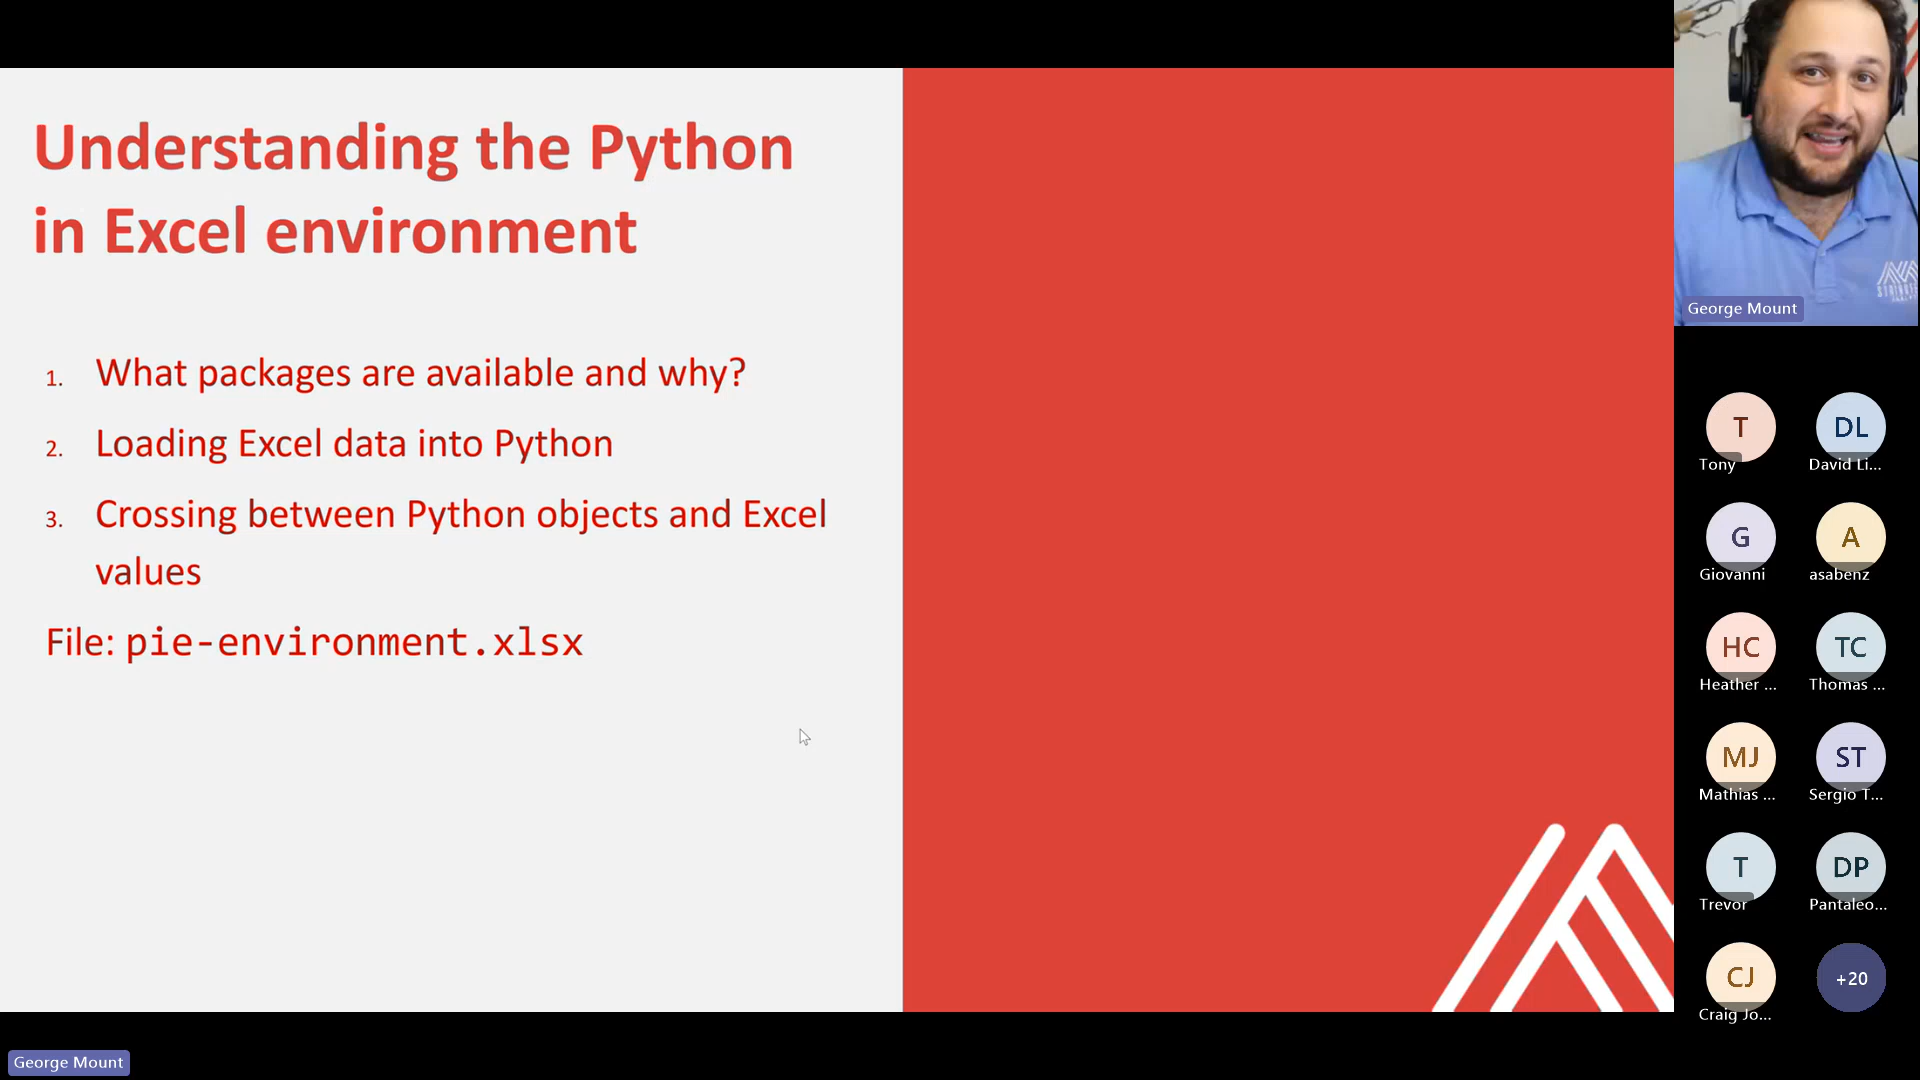 Understanding the Python
in Excel environment
1. What packages are available and why?
2. Loading Excel data into Python
3. Crossing between Python objects and Excel
values
File: pie-environment.xlsx
George Mount
T
Tony
DL
David Li...
G
Giovanni
A
asabenz
HC
Heather ...
TC
Thomas ...
MJ
Mathias ...
ST
Sergio T...
T
Trevor
DP
Pantaleo...
CJ
Craig Jo...
+20
George Mount